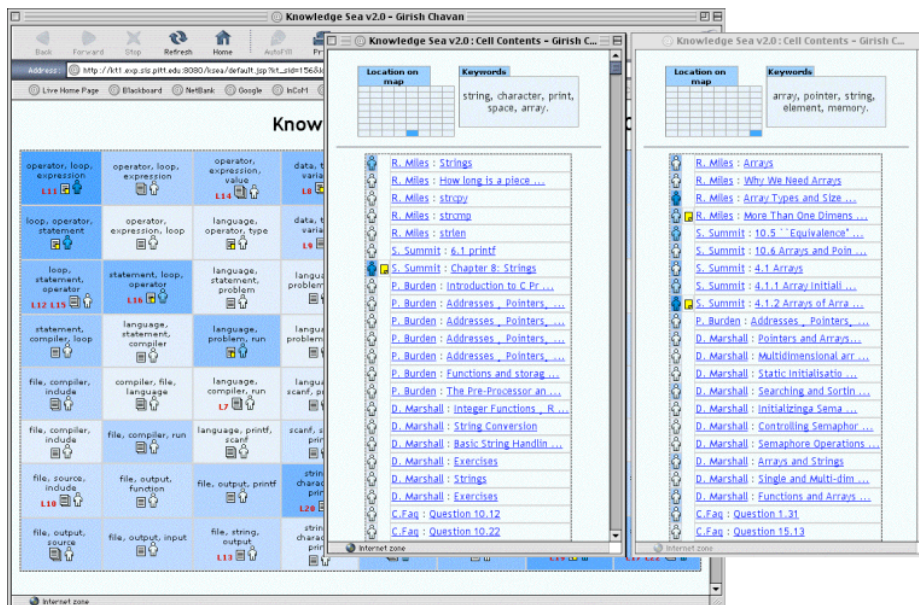 Knowledge Sea v2.0 - Girish Chavan
Back Forward Stop Refresh Home AutoFill
Address: http://kt1.exp.sis.pitt.edu:8080/ksea/default.jsp?kt_sid=156&
Live Home Page Blackboard NetBank Google InCoM
Know
operator, loop, expression
L11
operator, loop, expression
operator, expression, value
L14
L8
loop, operator, statement
operator, expression, loop
language, operator, type
L9
loop, statement, operator
L12 L15
statement, loop, operator
L16
language, statement, problem
statement, compiler, loop
language, statement, compiler
language, problem, run
file, compiler, include
compiler, file, language
language, compiler, run
L7
file, compiler, include
file, compiler, run
language, printf, scanf
file, source, include
L10
file, output, function
file, output, printf
L20
file, output, source
file, output, input
file, string, output
L13
Internet zone
Knowledge Sea v2.0 : Cell Contents - Girish C...
Location on map
Keywords
string, character, print, space, array.
R. Miles : Strings
R. Miles : How long is a piece ...
R. Miles : strcpy
R. Miles : strcmp
R. Miles : strlen
S. Summit : 6.1 printf
S. Summit : Chapter 8: Strings
P. Burden : Introduction to C Pr ...
P. Burden : Addresses , Pointers, ...
P. Burden : Addresses , Pointers, ...
P. Burden : Addresses , Pointers, ...
P. Burden : Addresses , Pointers, ...
P. Burden : Functions and storag ...
P. Burden : The Pre-Processor an ...
D. Marshall : Integer Functions , R ...
D. Marshall : String Conversion
D. Marshall : Basic String Handlin ...
D. Marshall : Exercises
D. Marshall : Strings
D. Marshall : Exercises
C.Faq : Question 10.12
C.Faq : Question 10.22
Internet zone
Knowledge Sea v2.0 : Cell Contents - Girish C...
Location on map
Keywords
array, pointer, string, element, memory.
R. Miles : Arrays
R. Miles : Why We Need Arrays
R. Miles : Array Types and Size ...
R. Miles : More Than One Dimens ...
S. Summit : 10.5 ``Equivalence'' ...
S. Summit : 10.6 Arrays and Poin ...
S. Summit : 4.1 Arrays
S. Summit : 4.1.1 Array Initiali ...
S. Summit : 4.1.2 Arrays of Arra ...
P. Burden : Addresses , Pointers, ...
D. Marshall : Pointers and Arrays...
D. Marshall : Multidimensional arr ...
D. Marshall : Static Initialisatio ...
D. Marshall : Searching and Sortin ...
D. Marshall : Initializinga Sema ...
D. Marshall : Controlling Semaphor ...
D. Marshall : Semaphore Operations ...
D. Marshall : Arrays and Strings
D. Marshall : Single and Multi-dim ...
D. Marshall : Functions and Arrays ...
C.Faq : Question 1.31
C.Faq : Question 15.13
Internet zone